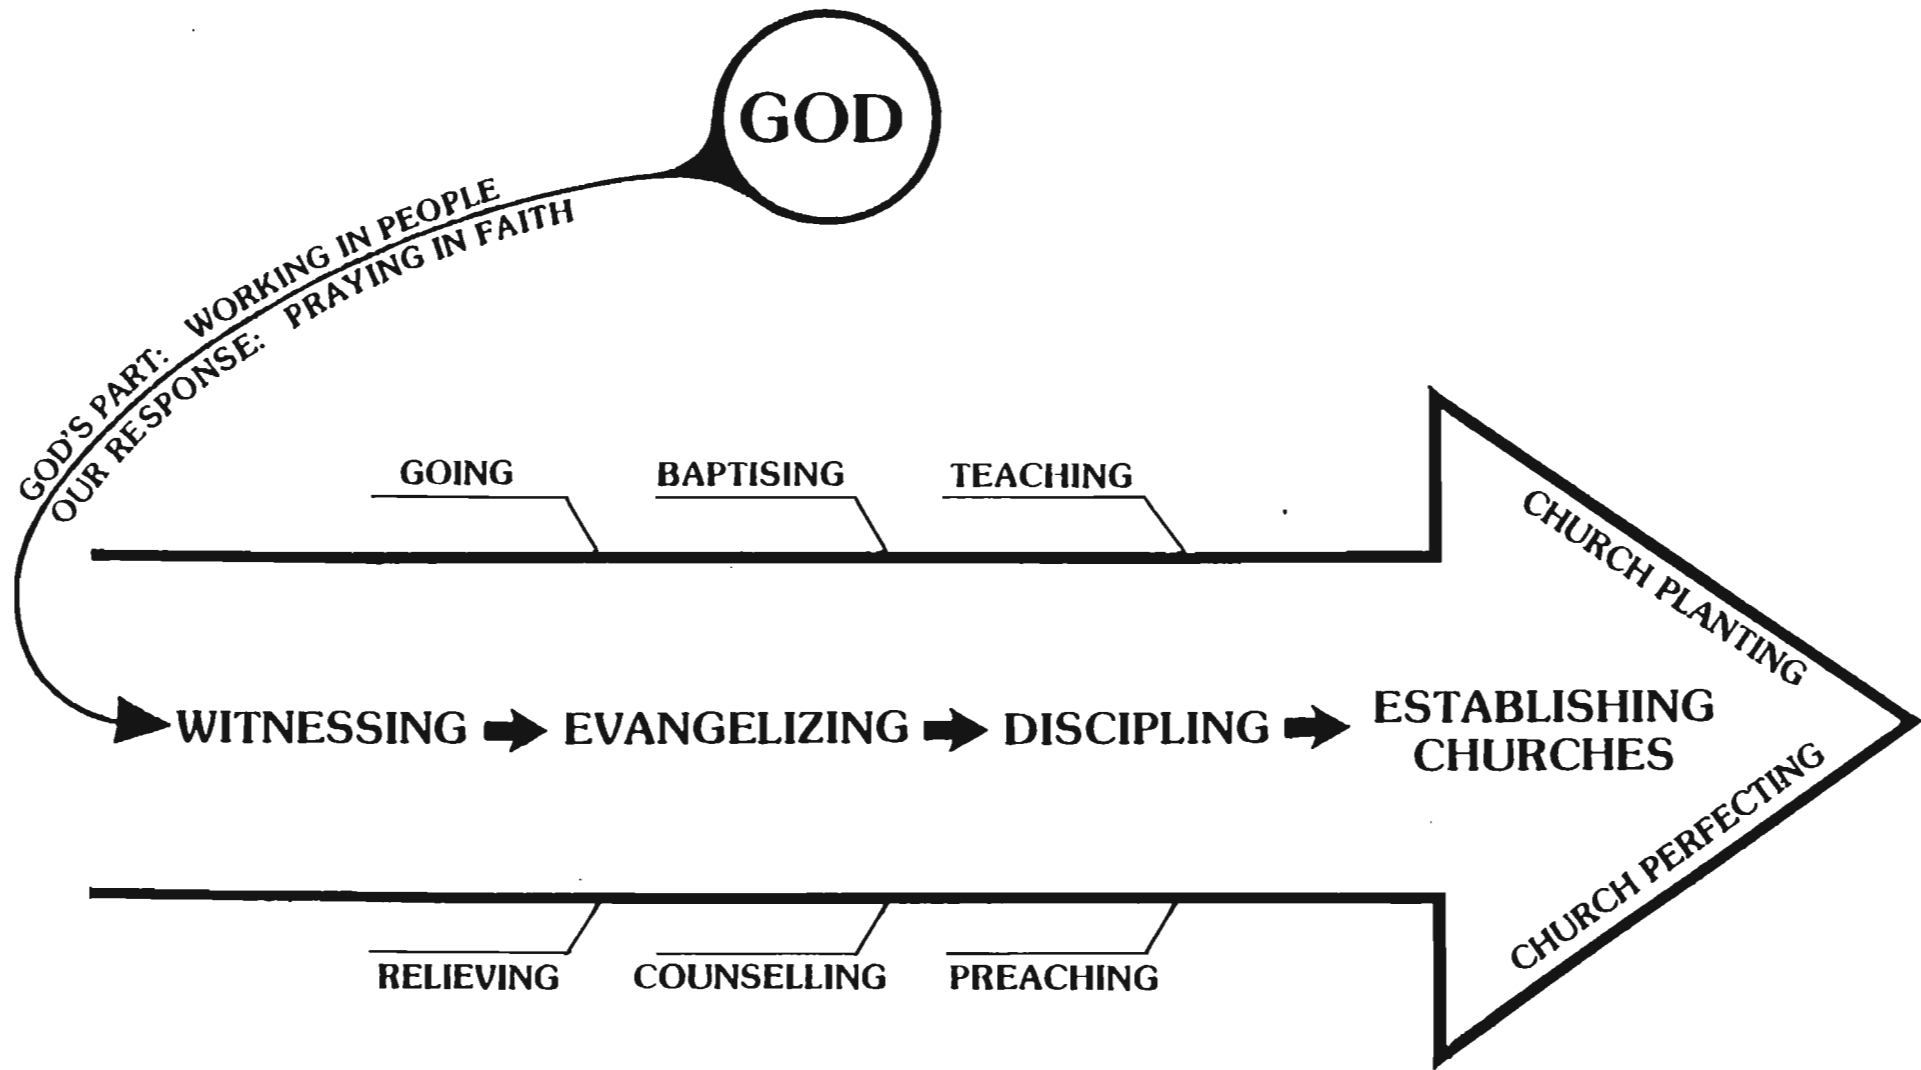 GOD
GOD'S PART: WORKING IN PEOPLE
OUR RESPONSE: PRAYING IN FAITH
GOING
BAPTISING
TEACHING
CHURCH PLANTING
WITNESSING
EVANGELIZING
DISCIPLING
ESTABLISHING
CHURCHES
CHURCH PERFECTING
RELIEVING
COUNSELLING
PREACHING